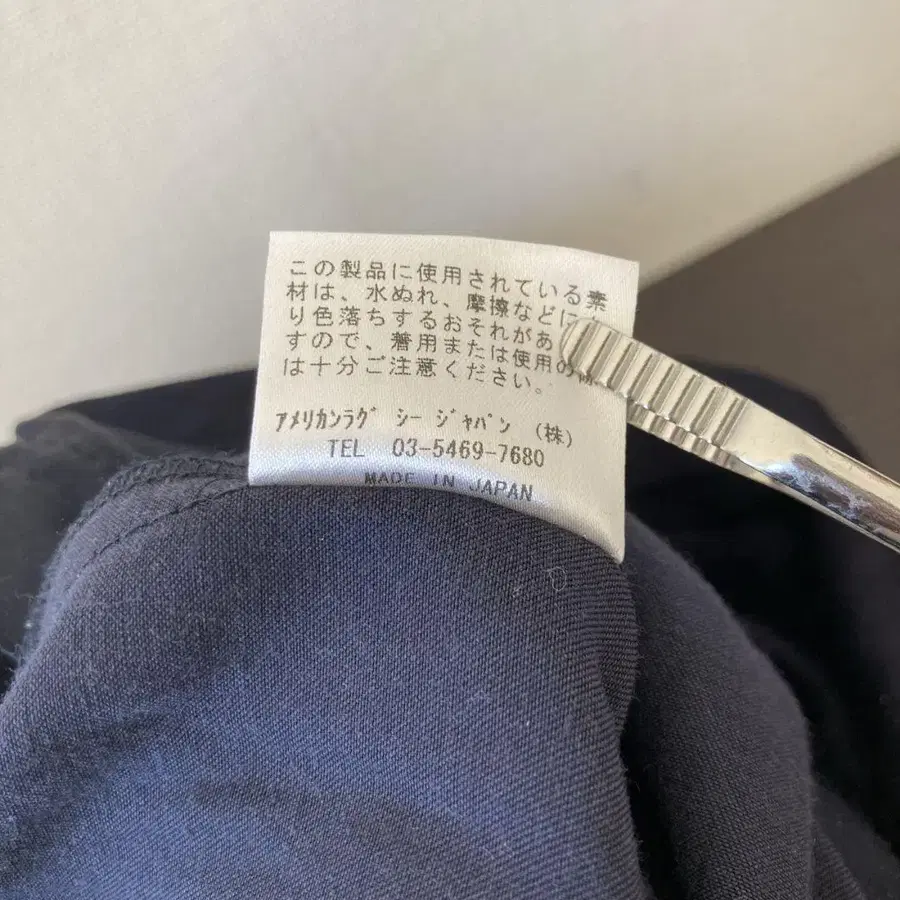 この製品に使用されている素
材は、水ぬれ、摩擦などに
り色落ちするおそれがあ
すので、着用または使用の
は十分ご注意ください。
アメリカンラグ シー ジャパン (株)
TEL 03-5469-7680
MADE IN JAPAN